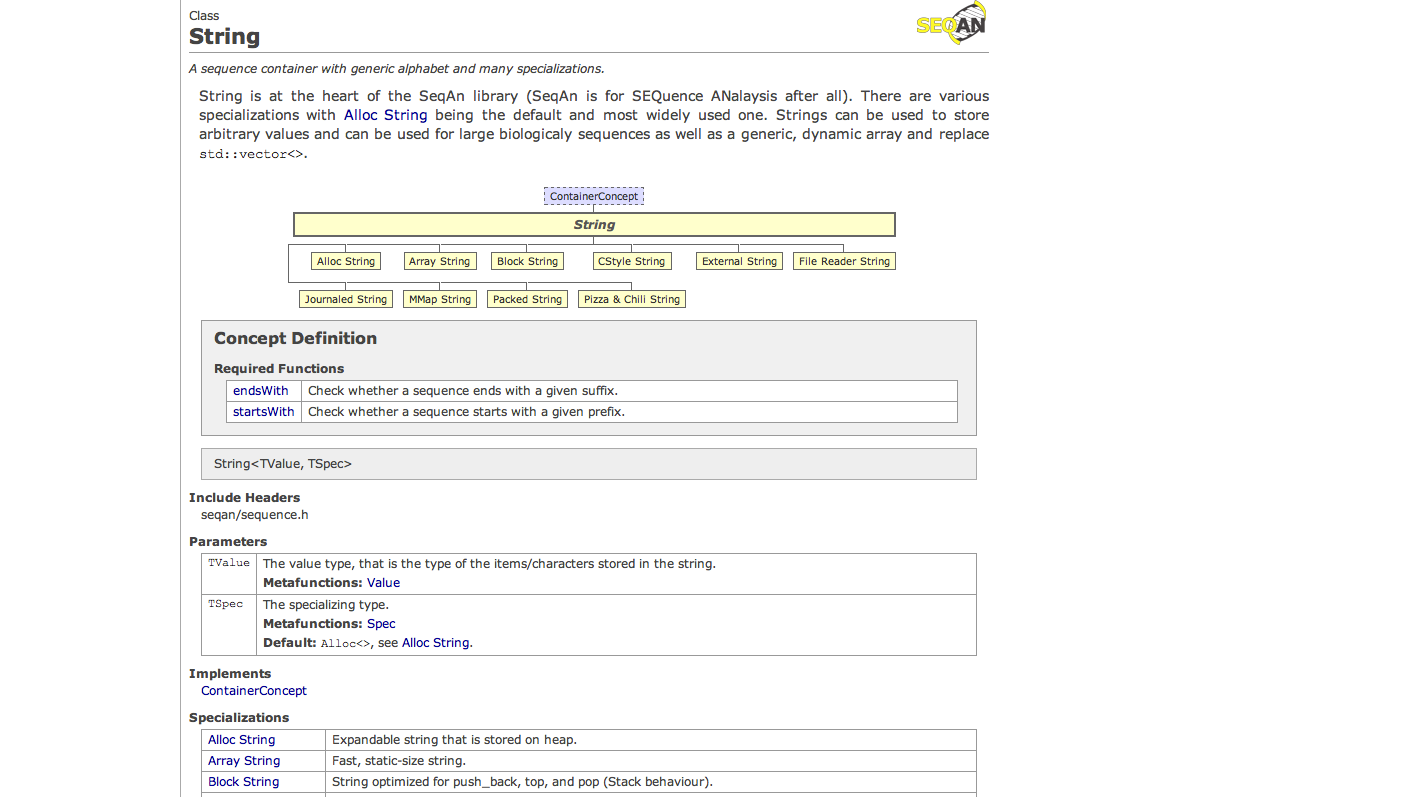 Class
String
SEQAN
A sequence container with generic alphabet and many specializations.
String is at the heart of the SeqAn library (SeqAn is for SEQuence ANalaysis after all). There are various
specializations with Alloc String being the default and most widely used one. Strings can be used to store
arbitrary values and can be used for large biologicaly sequences as well as a generic, dynamic array and replace
std::vector<>.
ContainerConcept
String
Alloc String Array String Block String CStyle String External String File Reader String
Journaled String MMap String Packed String Pizza & Chili String
Concept Definition
Required Functions
endsWith Check whether a sequence ends with a given suffix.
startsWith Check whether a sequence starts with a given prefix.
String<TValue, TSpec>
Include Headers
seqan/sequence.h
Parameters
TValue The value type, that is the type of the items/characters stored in the string.
Metafunctions: Value
TSpec The specializing type.
Metafunctions: Spec
Default: Alloc<>, see Alloc String.
Implements
ContainerConcept
Specializations
Alloc String Expandable string that is stored on heap.
Array String Fast, static-size string.
Block String String optimized for push_back, top, and pop (Stack behaviour).